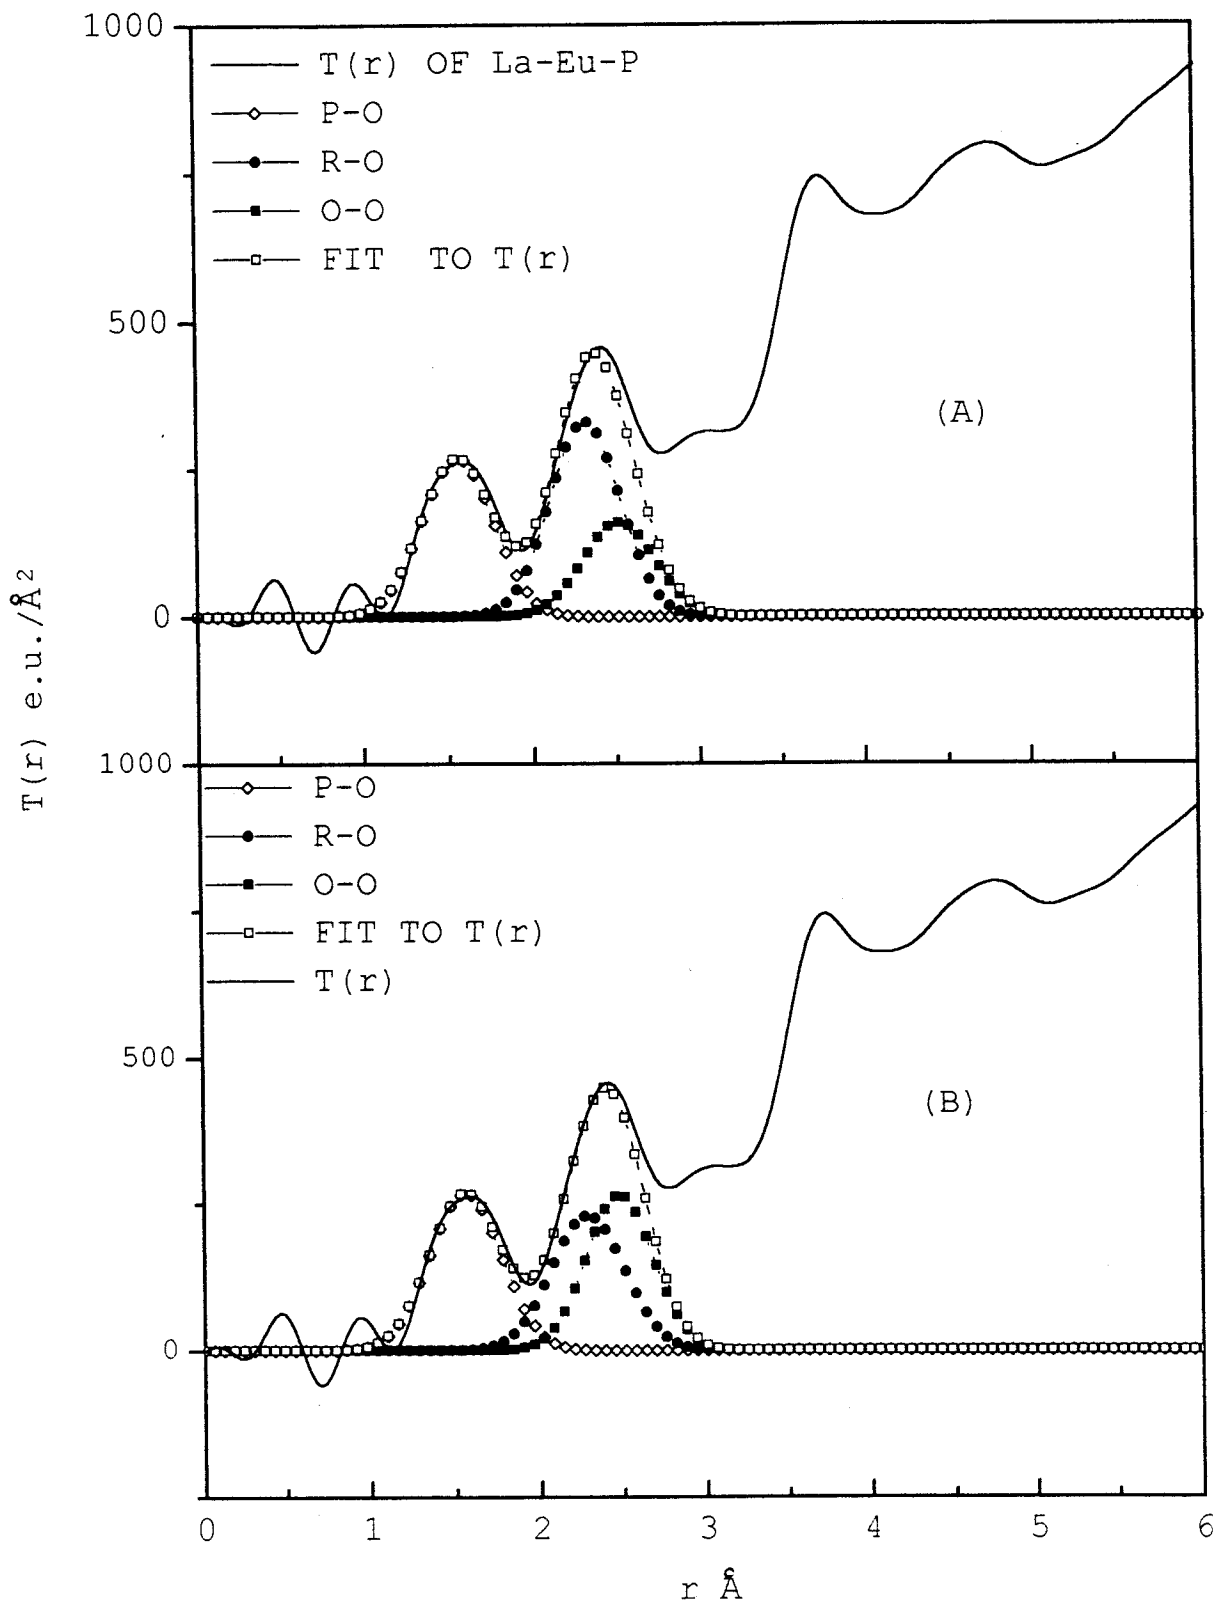 1000
T(r) OF La-Eu-P
P-O
R-O
O-O
FIT TO T(r)
500
(A)
0
T(r) e.u./Å2
1000
P-O
R-O
O-O
FIT TO T(r)
T(r)
500
(B)
0
0 1 2 3 4 5 6
r Å